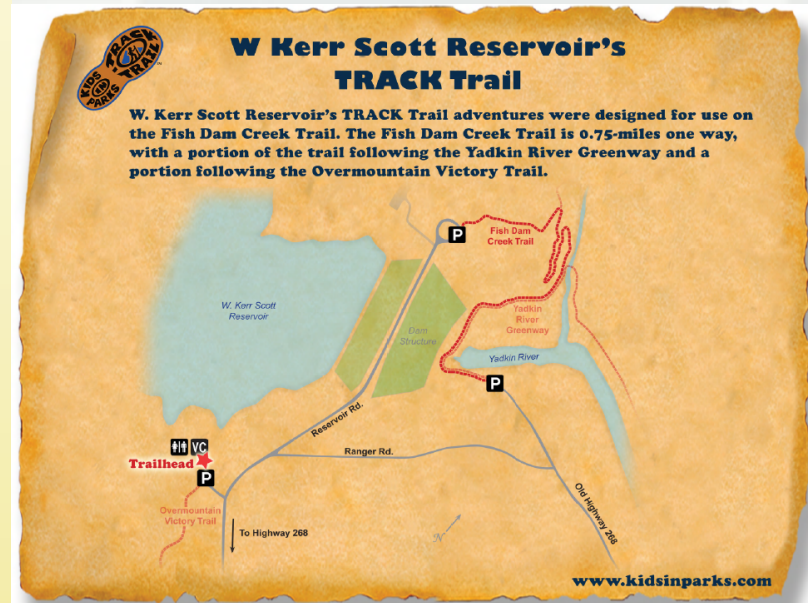 KIDS IN PARKS
TRACK TRAIL
W Kerr Scott Reservoir's
TRACK Trail
W. Kerr Scott Reservoir's TRACK Trail adventures were designed for use on
the Fish Dam Creek Trail. The Fish Dam Creek Trail is 0.75-miles one way,
with a portion of the trail following the Yadkin River Greenway and a
portion following the Overmountain Victory Trail.
P
Fish Dam
Creek Trail
W. Kerr Scott
Reservoir
Dam
Structure
Yadkin
River
Greenway
Yadkin River
P
Reservoir Rd.
Ranger Rd.
VC
Trailhead
P
Overmountain
Victory Trail
To Highway 268
N
Old Highway 268
www.kidsinparks.com